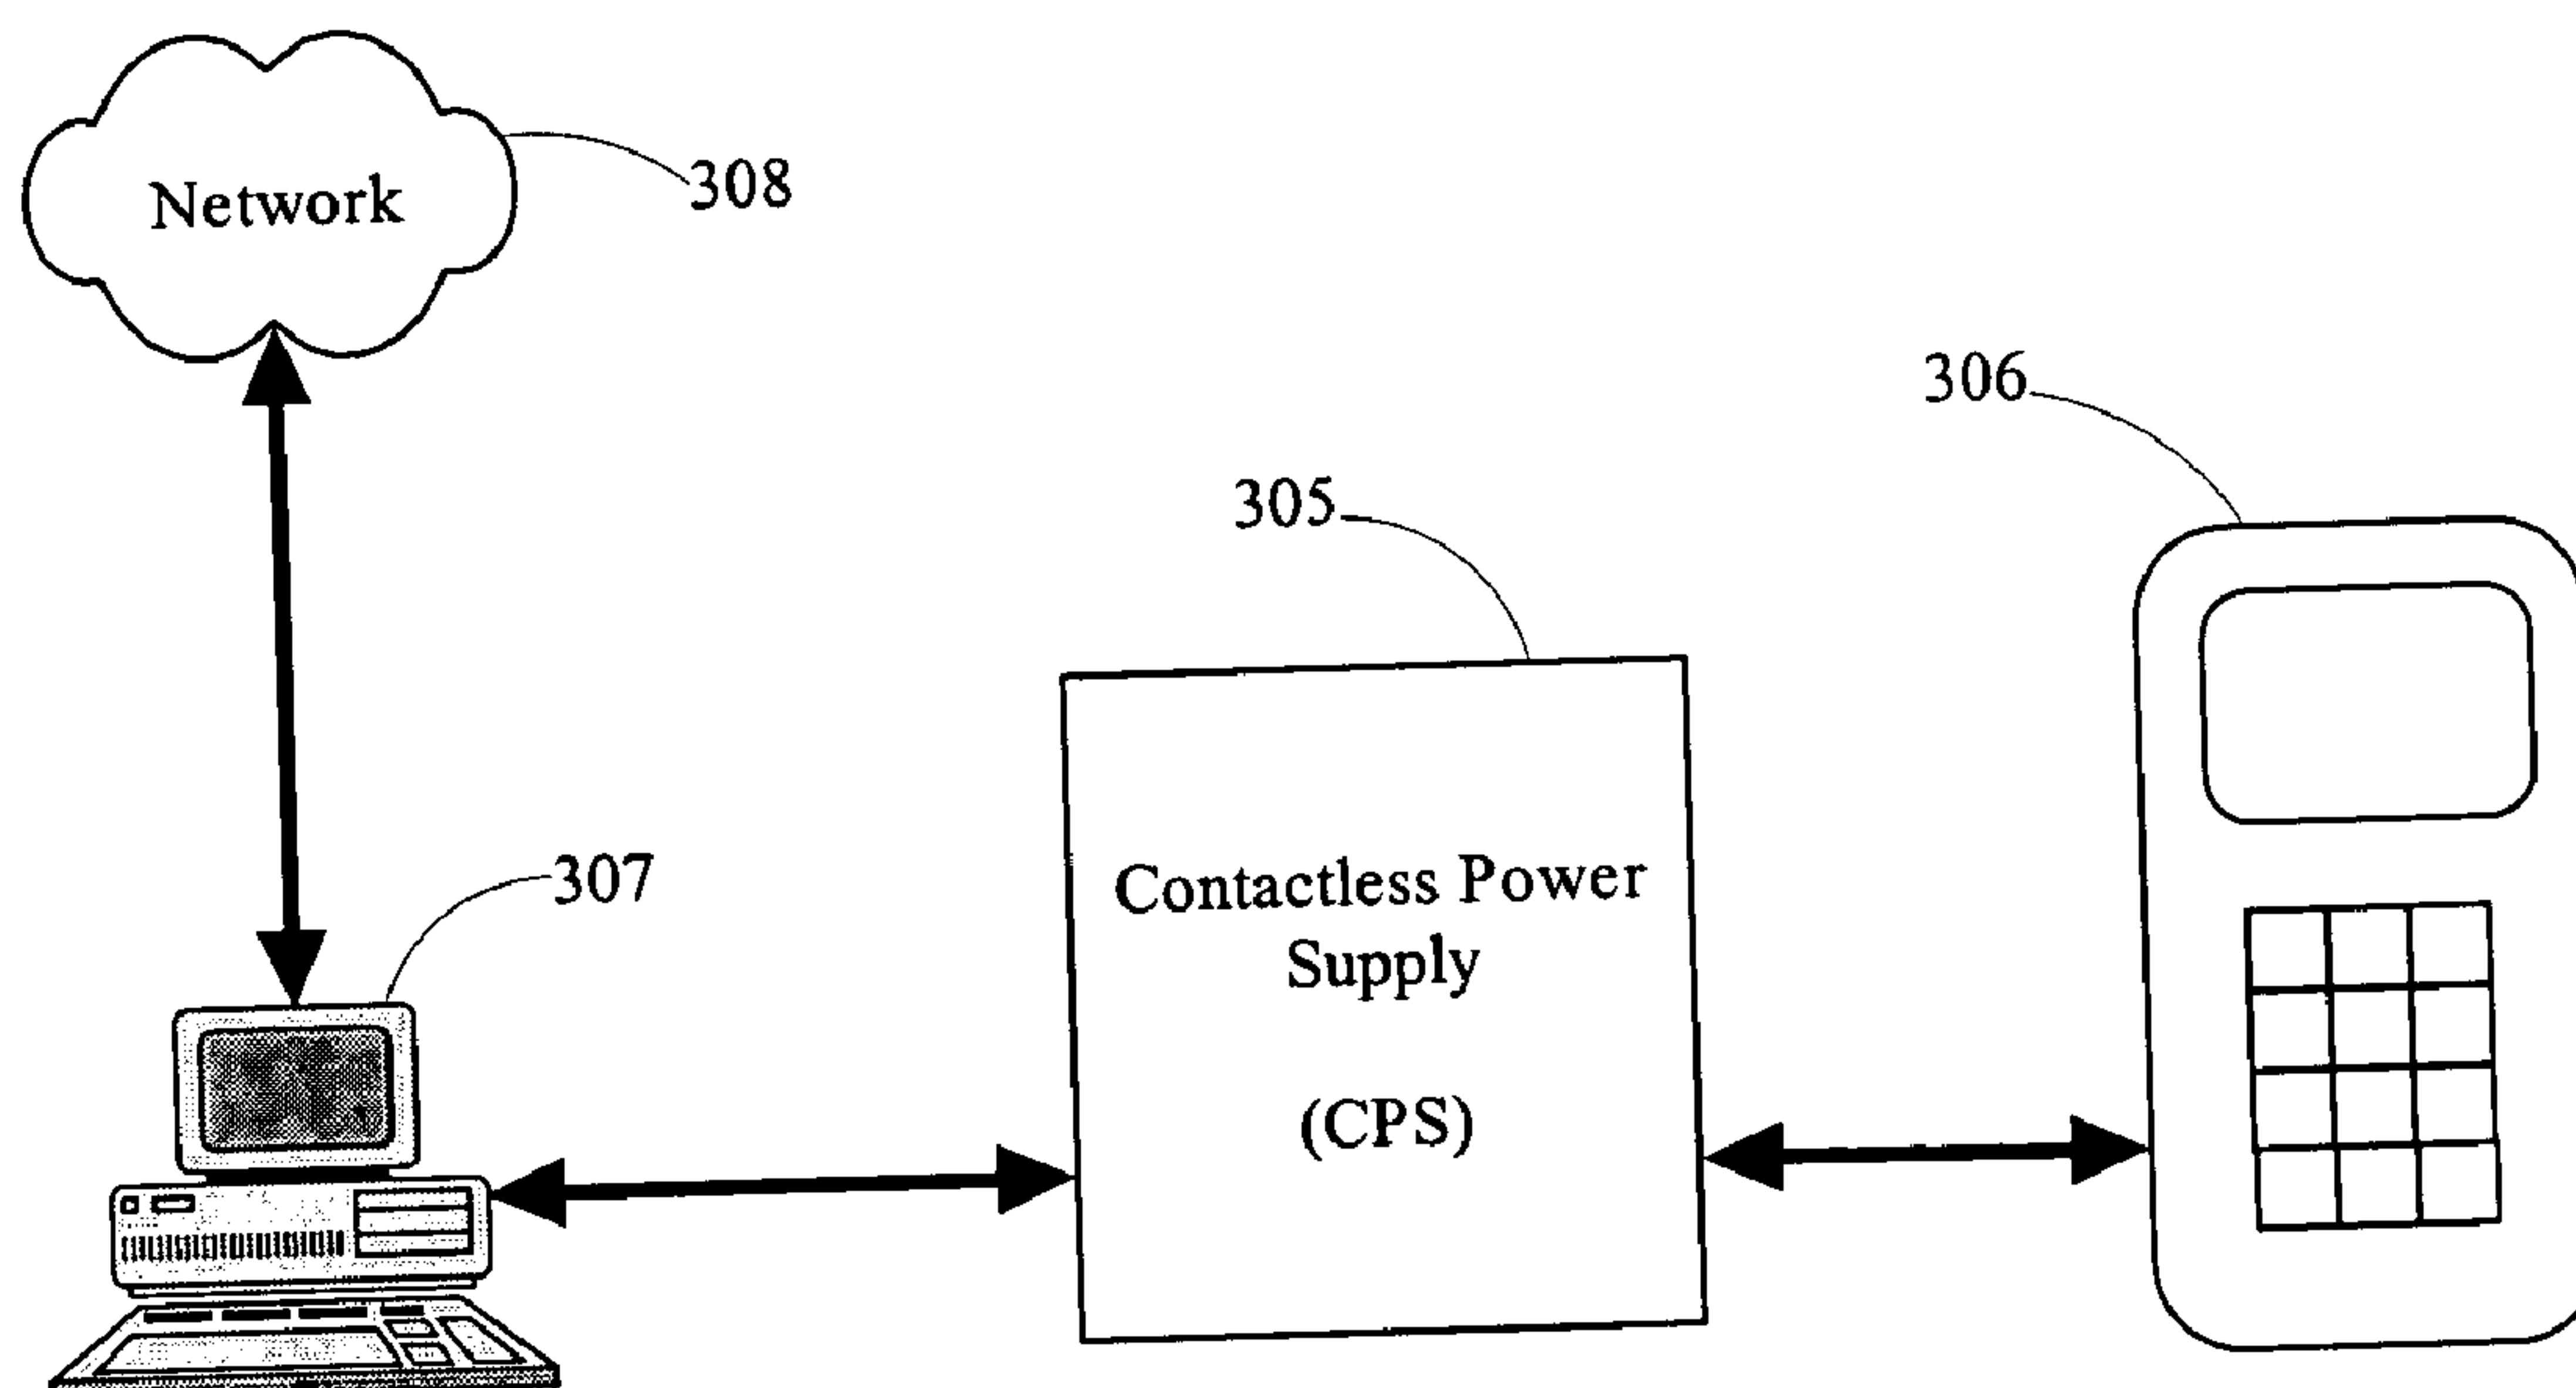 Network
308
306
305
307
Contactless Power
Supply
(CPS)